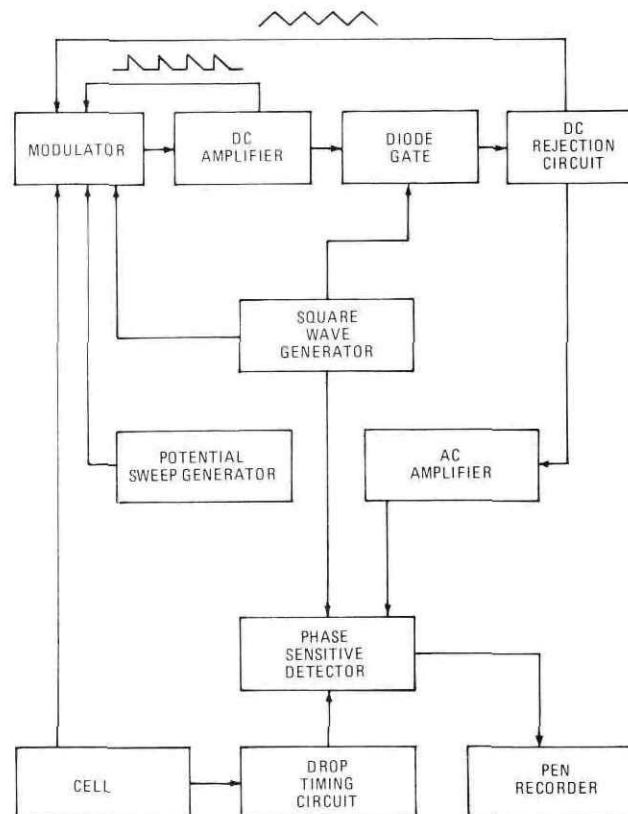 MODULATOR
DC
AMPLIFIER
DIODE
GATE
DC
REJECTION
CIRCUIT
SQUARE
WAVE
GENERATOR
POTENTIAL
SWEEP GENERATOR
AC
AMPLIFIER
PHASE
SENSITIVE
DETECTOR
CELL
DROP
TIMING
CIRCUIT
PEN
RECORDER